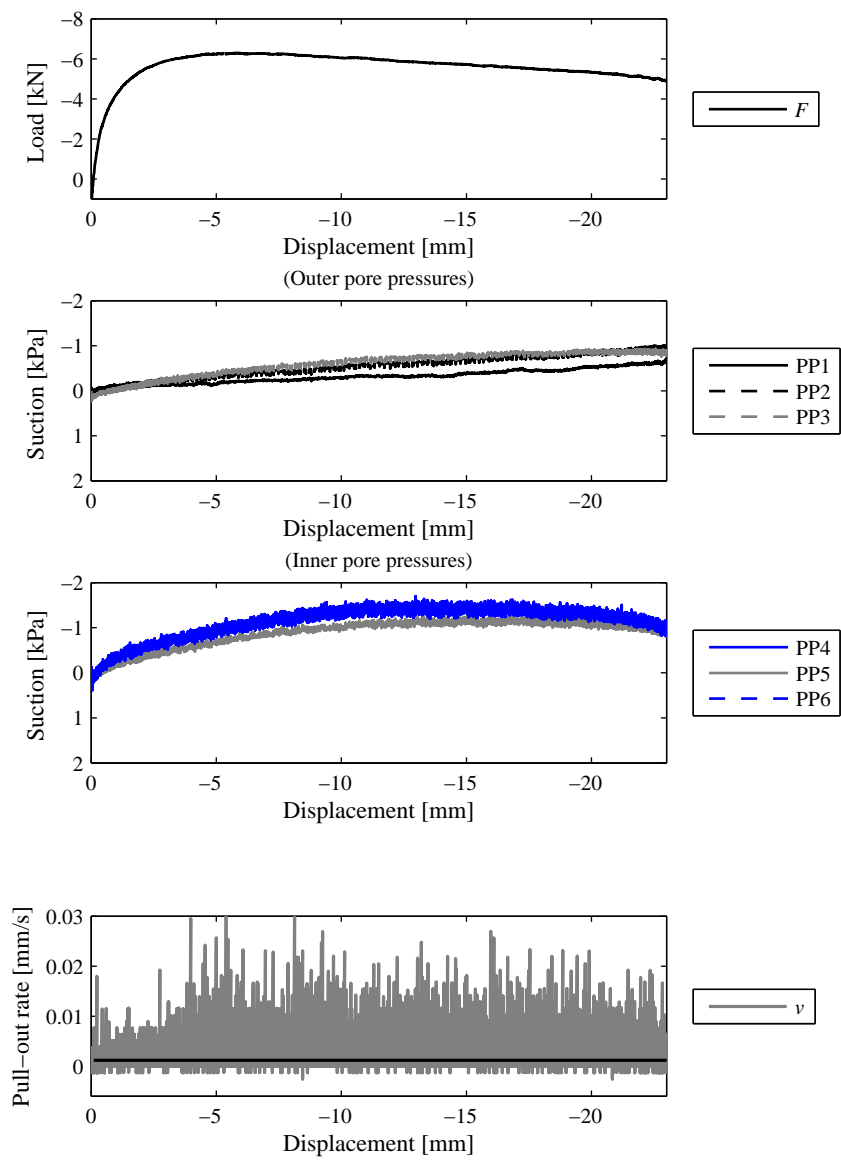 −8
−6
−4
−2
0
Load [kN]
0 −5 −10 −15 −20
Displacement [mm]
F
(Outer pore pressures)
−2
−1
0
1
2
Suction [kPa]
0 −5 −10 −15 −20
Displacement [mm]
PP1
PP2
PP3
(Inner pore pressures)
−2
−1
0
1
2
Suction [kPa]
0 −5 −10 −15 −20
Displacement [mm]
PP4
PP5
PP6
0.03
0.02
0.01
0
Pull−out rate [mm/s]
0 −5 −10 −15 −20
Displacement [mm]
v